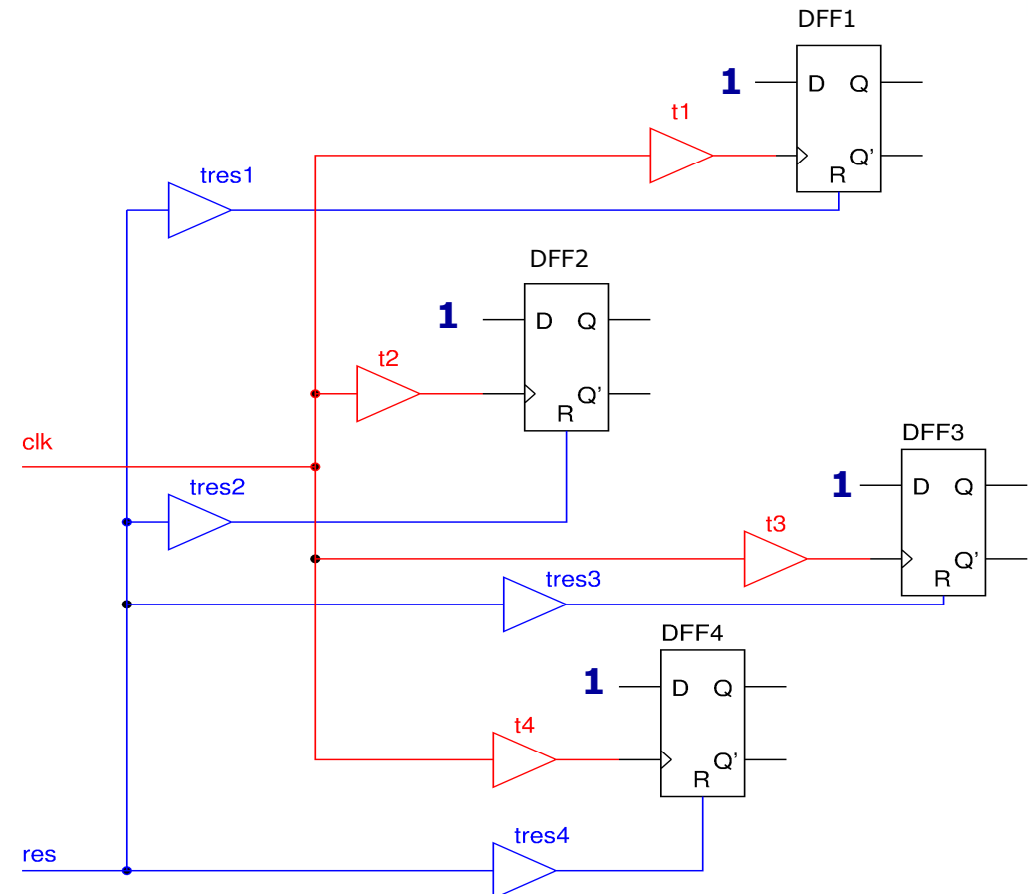 DFF1
1
D Q
t1
Q'
R
tres1
DFF2
1
D Q
t2
Q'
R
clk
DFF3
tres2
1
D Q
t3
Q'
tres3
R
DFF4
1
D Q
t4
Q'
R
tres4
res